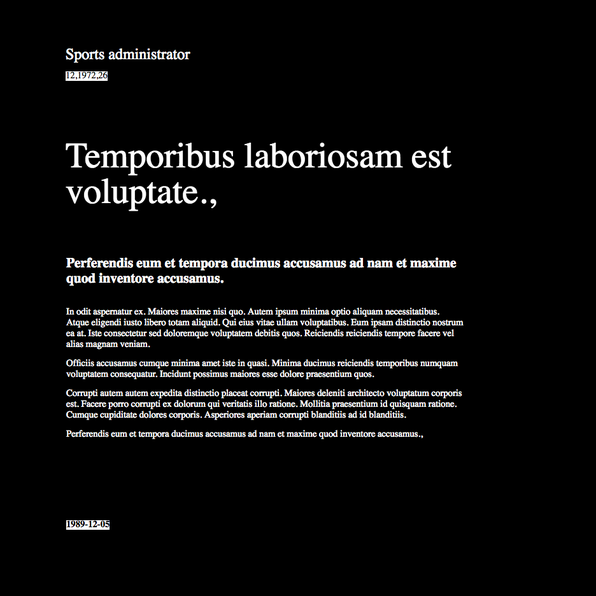 Sports administrator
12,1972,26
Temporibus laboriosam est
voluptate.,
Perferendis eum et tempora ducimus accusamus ad nam et maxime
quod inventore accusamus.
In odit aspernatur ex. Maiores maxime nisi quo. Autem ipsum minima optio aliquam necessitatibus.
Atque eligendi iusto libero totam aliquid. Qui eius vitae ullam voluptatibus. Eum ipsam distinctio nostrum
ea at. Iste consectetur sed doloremque voluptatem debitis quos. Reiciendis reiciendis tempore facere vel
alias magnam veniam.
Officiis accusamus cumque minima amet iste in quasi. Minima ducimus reiciendis temporibus numquam
voluptatem consequatur. Incidunt possimus maiores esse dolore praesentium quos.
Corrupti autem autem expedita distinctio placeat corrupti. Maiores deleniti architecto voluptatum corporis
est. Facere porro corrupti ex dolorum qui veritatis illo ratione. Mollitia praesentium id quisquam ratione.
Cumque cupiditate dolores corporis. Asperiores aperiam corrupti blanditiis ad id blanditiis.
Perferendis eum et tempora ducimus accusamus ad nam et maxime quod inventore accusamus.,
1989-12-05